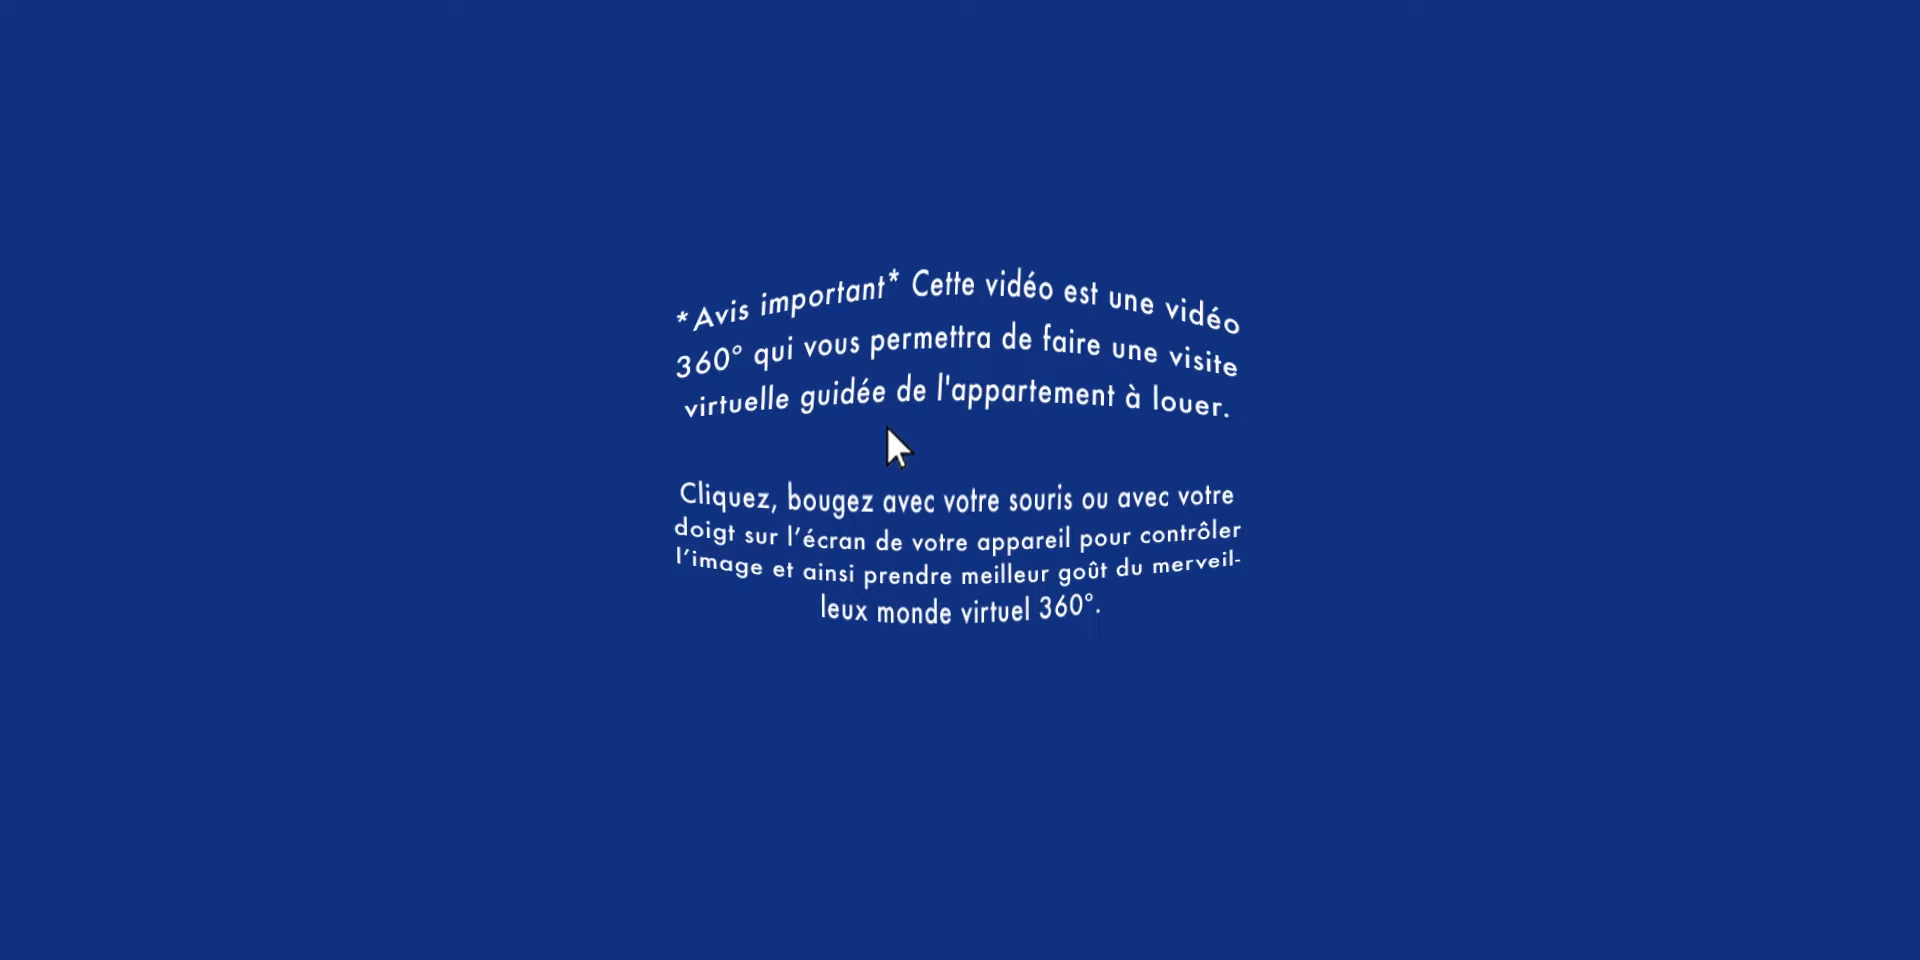 *Avis important* Cette vidéo est une vidéo
360° qui vous permettra de faire une visite
virtuelle guidée de l'appartement à louer.
Cliquez, bougez avec votre souris ou avec votre
doigt sur l’écran de votre appareil pour contrôler
l’image et ainsi prendre meilleur goût du merveil-
leux monde virtuel 360°.